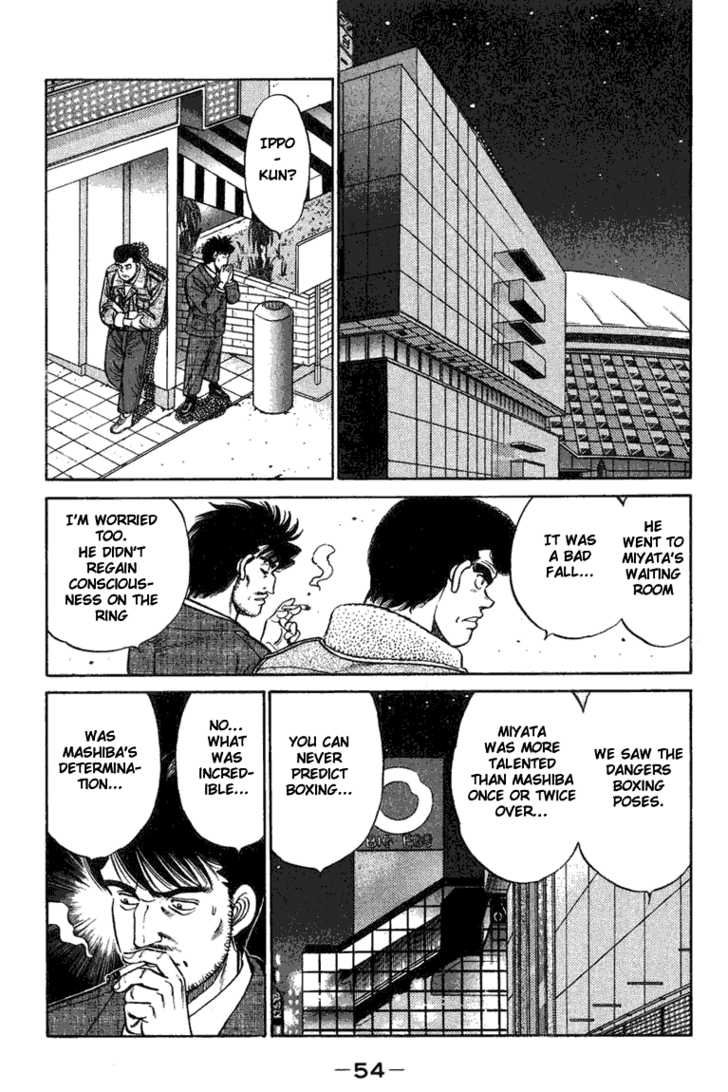 IPPO
-
KUN?
HE
WENT TO
MIYATA'S
WAITING
ROOM
IT WAS
A BAD
FALL...
I'M WORRIED
TOO.
HE DIDN'T
REGAIN
CONSCIOUS-
NESS ON THE
RING
WE SAW THE
DANGERS
BOXING
POSES.
MIYATA
WAS MORE
TALENTED
THAN MASHIBA
ONCE OR TWICE
OVER...
YOU CAN
NEVER
PREDICT
BOXING...
BIG EGG
NO...
WHAT
WAS
INCRED-
IBLE...
WAS
MASHIBA'S
DETERMINA-
TION...
-54-